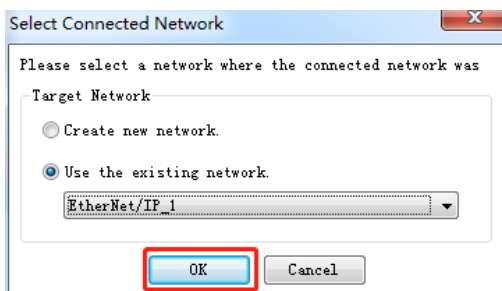 Select Connected Network
Please select a network where the connected network was
Target Network
Create new network.
Use the existing network.
EtherNet/IP_1
OK
Cancel